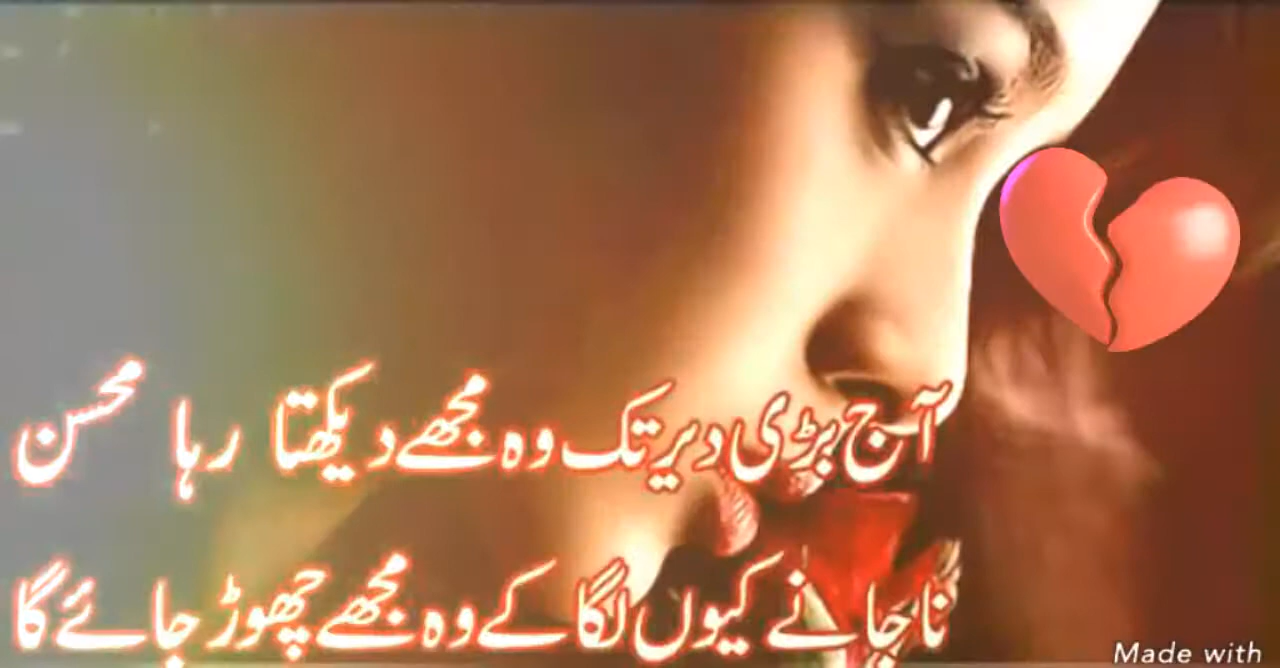 آج بڑی دیر تک وہ مجھے دیکھتا رہا محسن
نا جانے کیوں لگا کے وہ مجھے چھوڑ جائے گا
Made with